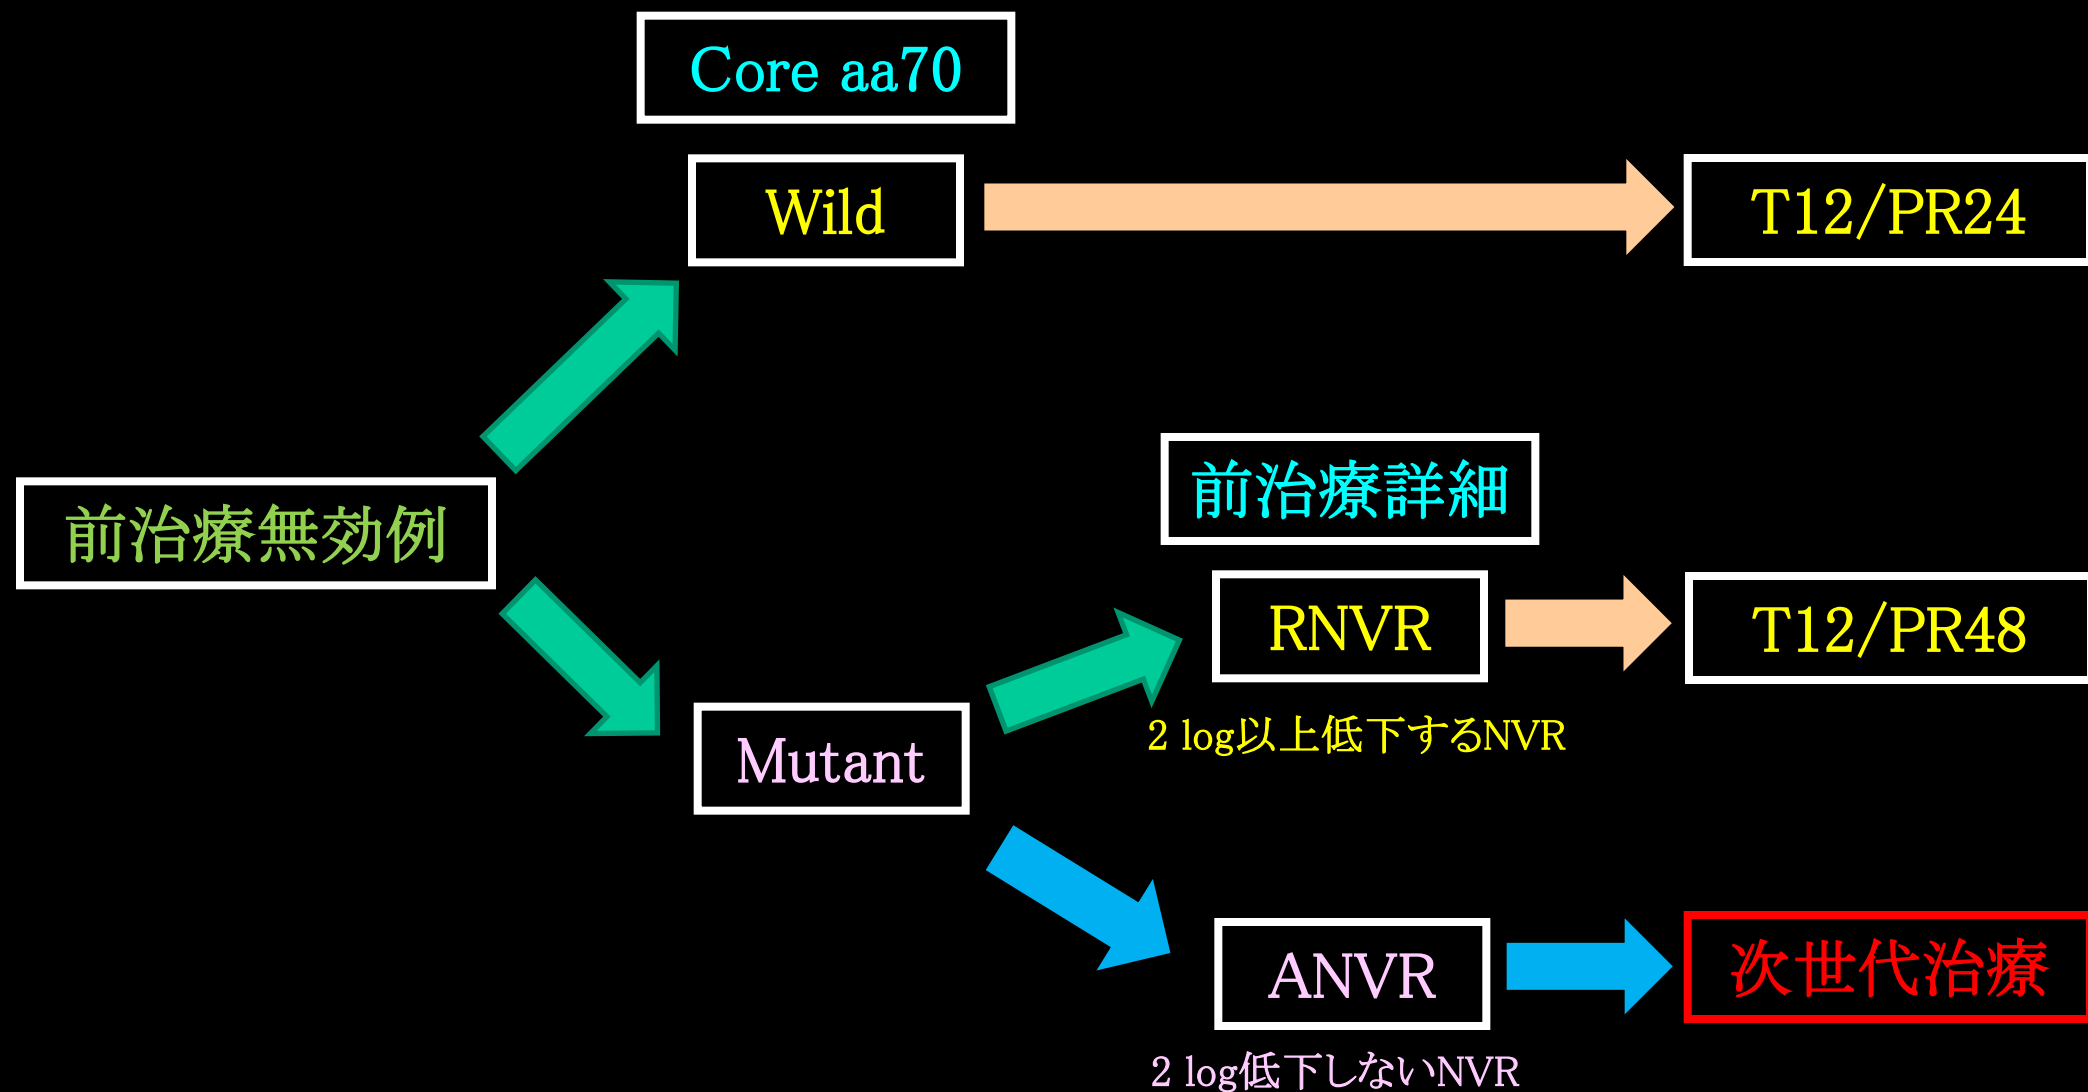 Core aa70
Wild
T12/PR24
前治療無効例
前治療詳細
RNVR
T12/PR48
2 log以上低下するNVR
Mutant
ANVR
次世代治療
2 log低下しないNVR